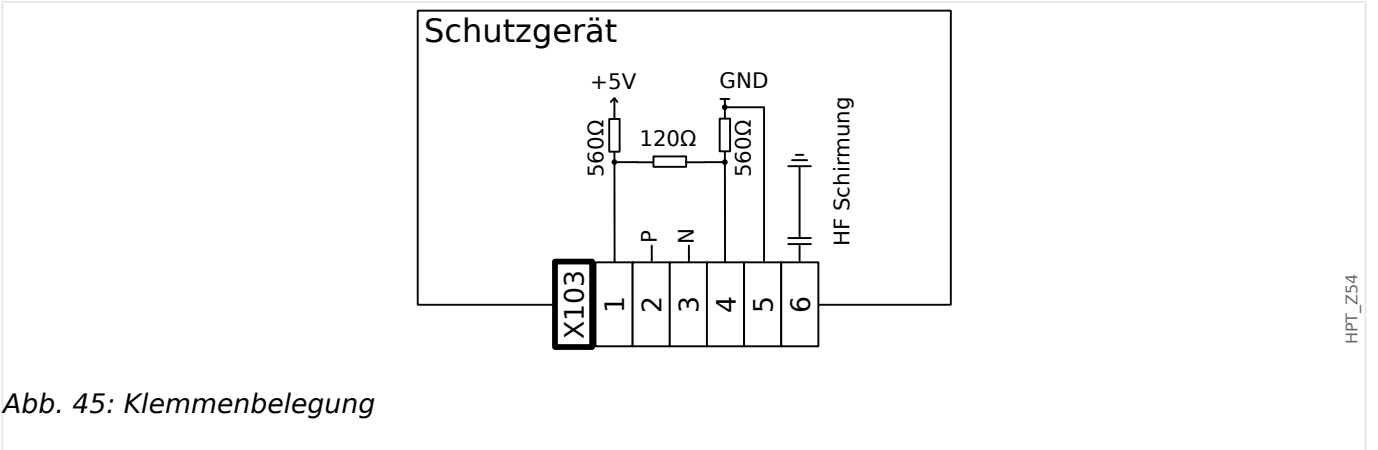 Schutzgerät
+5V
GND
560Ω
120Ω
560Ω
HF Schirmung
P
N
X103
1
2
3
4
5
6
HPT_Z54
Abb. 45: Klemmenbelegung